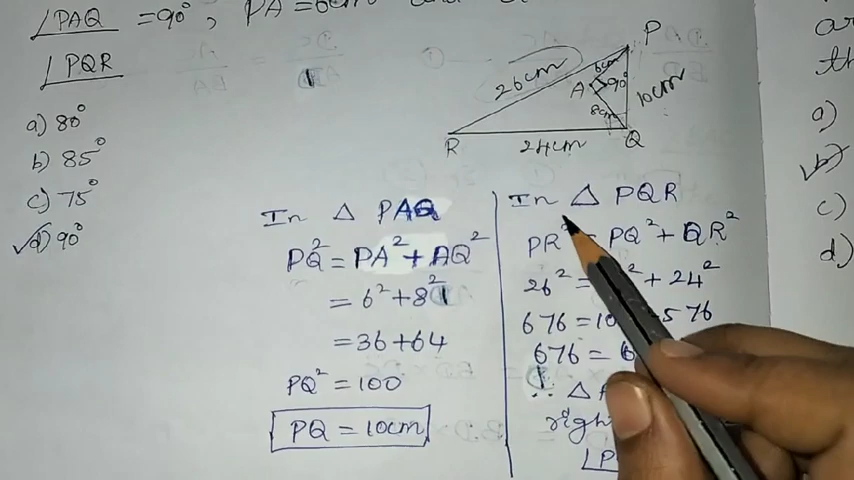 ∠PAQ = 90°, PA = 6cm
∠PQR
a) 80°
b) 85°
c) 75°
d) 90°
P
26cm
6cm
A
90°
10cm
8cm
R
24cm
Q
In △ PAQ
PQ² = PA² + AQ²
= 6² + 8²
= 36 + 64
PQ² = 100
PQ = 10cm
In △ PQR
PR² = PQ² + QR²
26² = ² + 24²
676 = 10 576
676 = 6
∴ △
righ
∠P
a)
b)
c)
d)